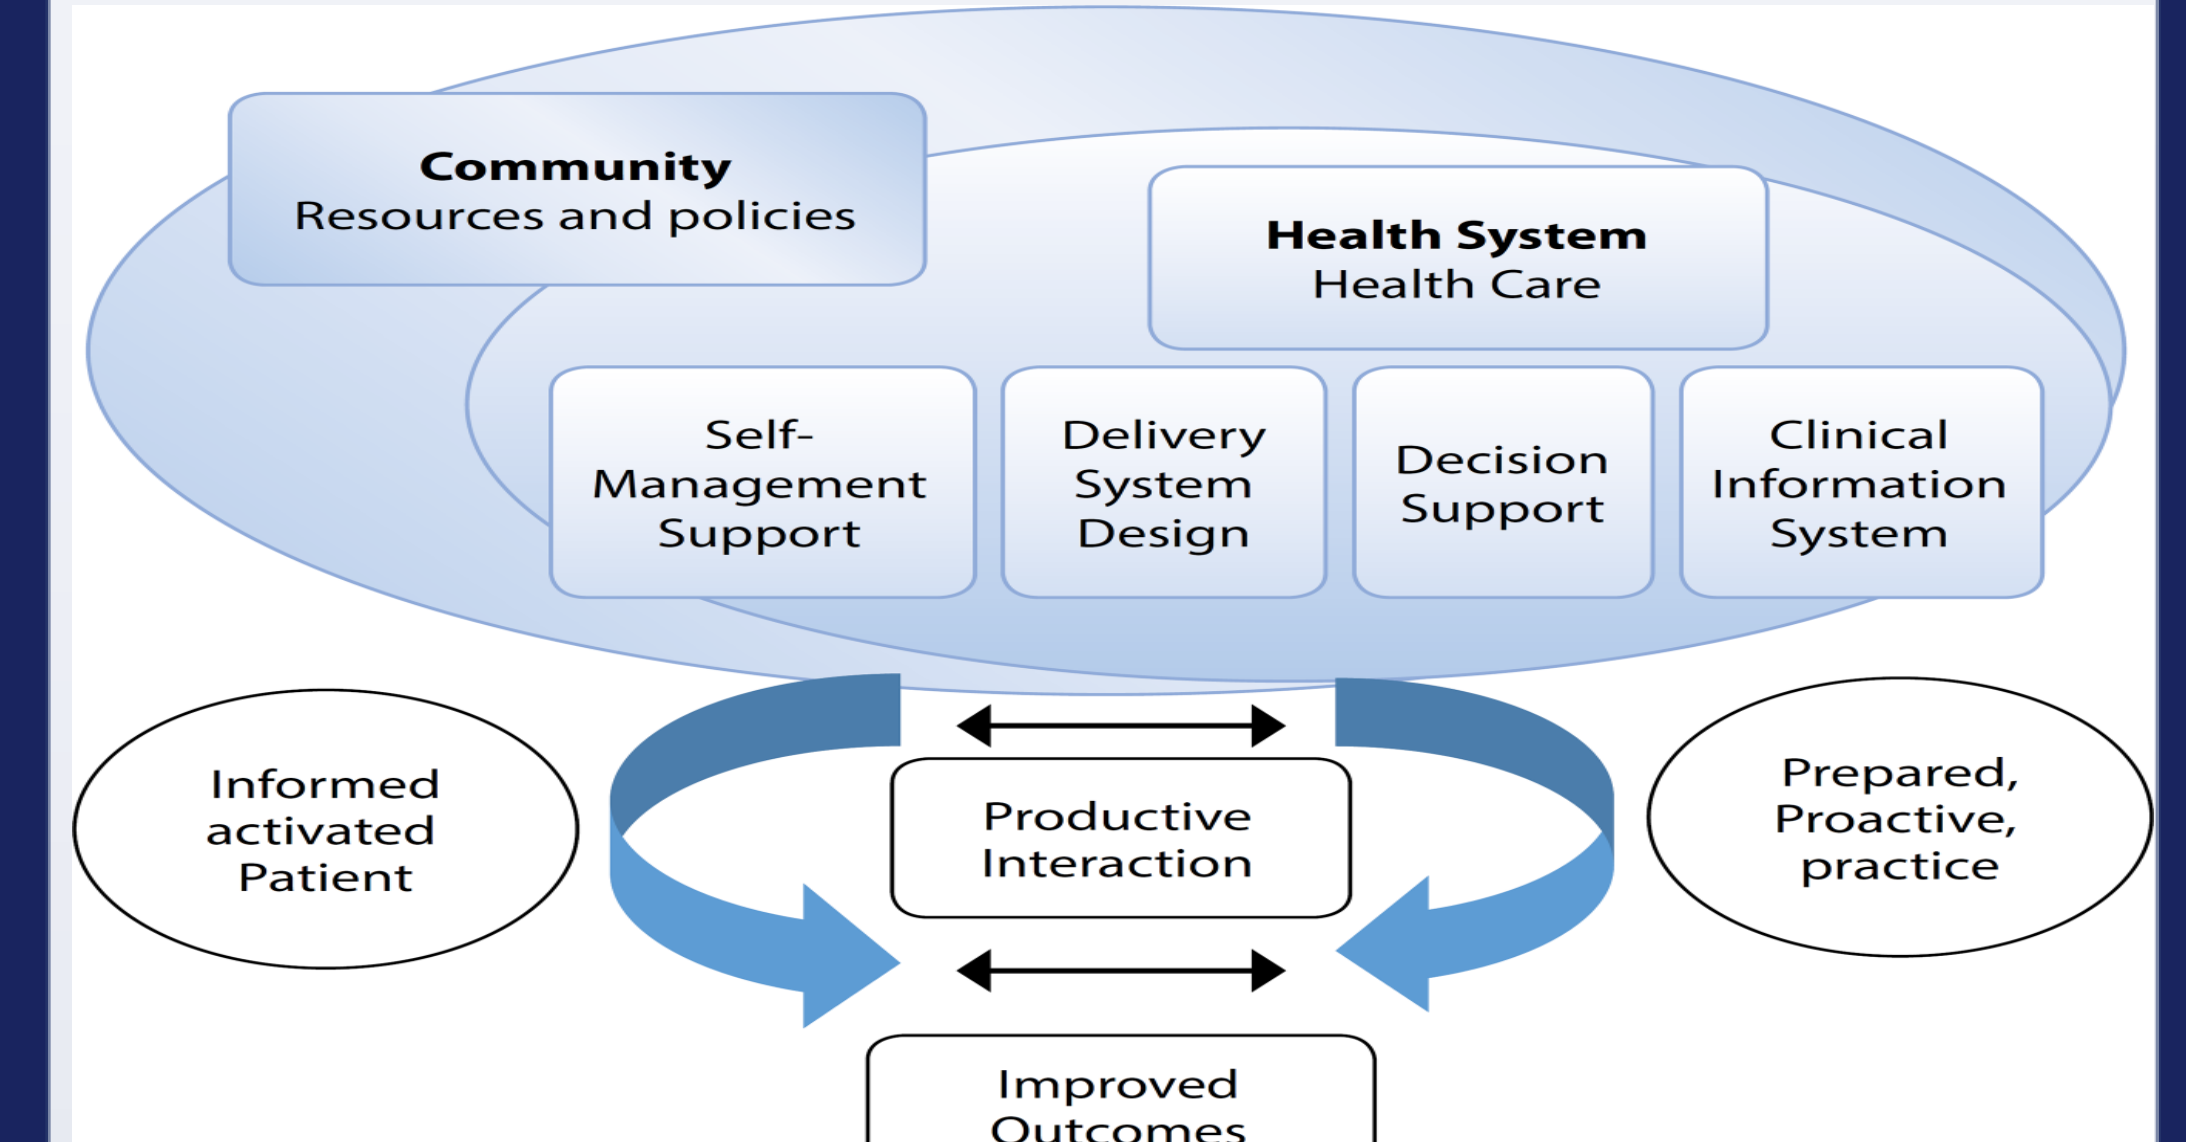 Community
Resources and policies
Health System
Health Care
Self-
Management
Support
Delivery
System
Design
Decision
Support
Clinical
Information
System
Informed
activated
Patient
Productive
Interaction
Prepared,
Proactive,
practice
Improved
Outcomes